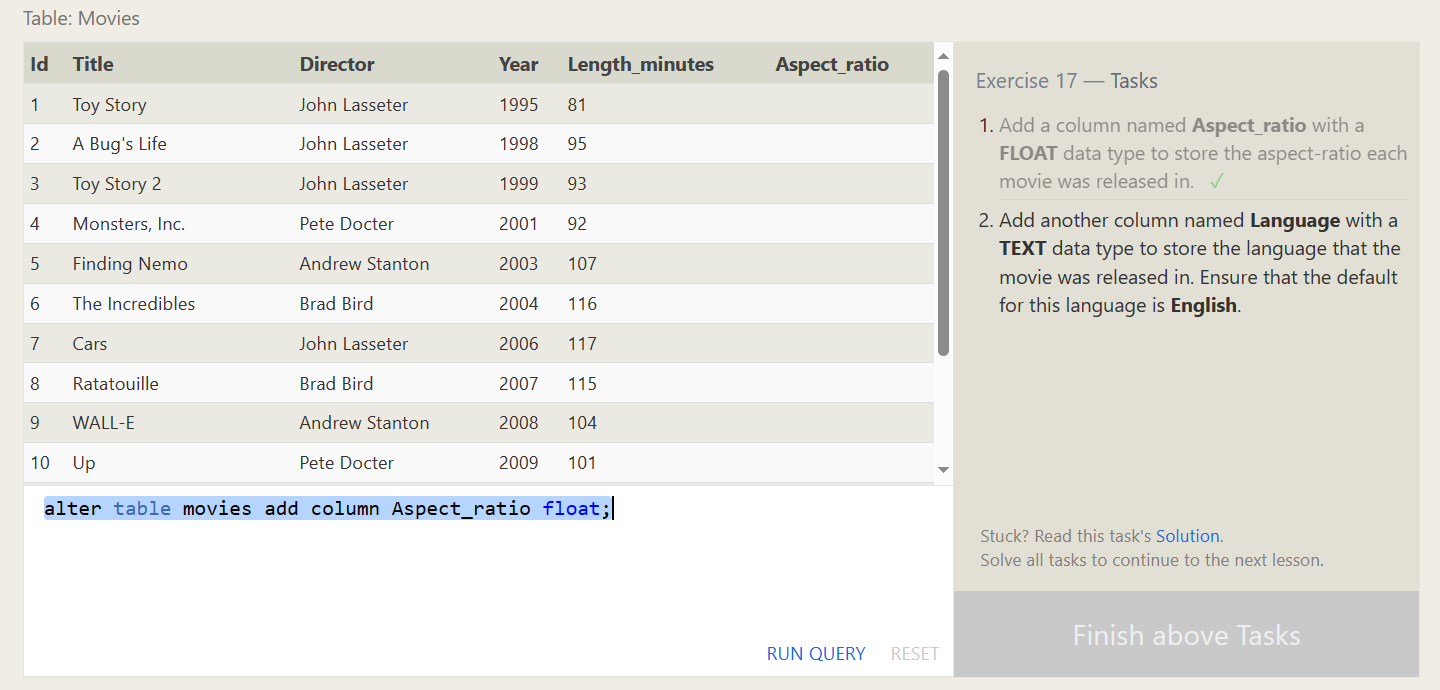 Table: Movies
Id Title Director Year Length_minutes Aspect_ratio
1 Toy Story John Lasseter 1995 81
2 A Bug's Life John Lasseter 1998 95
3 Toy Story 2 John Lasseter 1999 93
4 Monsters, Inc. Pete Docter 2001 92
5 Finding Nemo Andrew Stanton 2003 107
6 The Incredibles Brad Bird 2004 116
7 Cars John Lasseter 2006 117
8 Ratatouille Brad Bird 2007 115
9 WALL-E Andrew Stanton 2008 104
10 Up Pete Docter 2009 101
alter table movies add column Aspect_ratio float;
RUN QUERY RESET
Exercise 17 — Tasks
1. Add a column named Aspect_ratio with a
FLOAT data type to store the aspect-ratio each
movie was released in. ✓
2. Add another column named Language with a
TEXT data type to store the language that the
movie was released in. Ensure that the default
for this language is English.
Stuck? Read this task's Solution.
Solve all tasks to continue to the next lesson.
Finish above Tasks